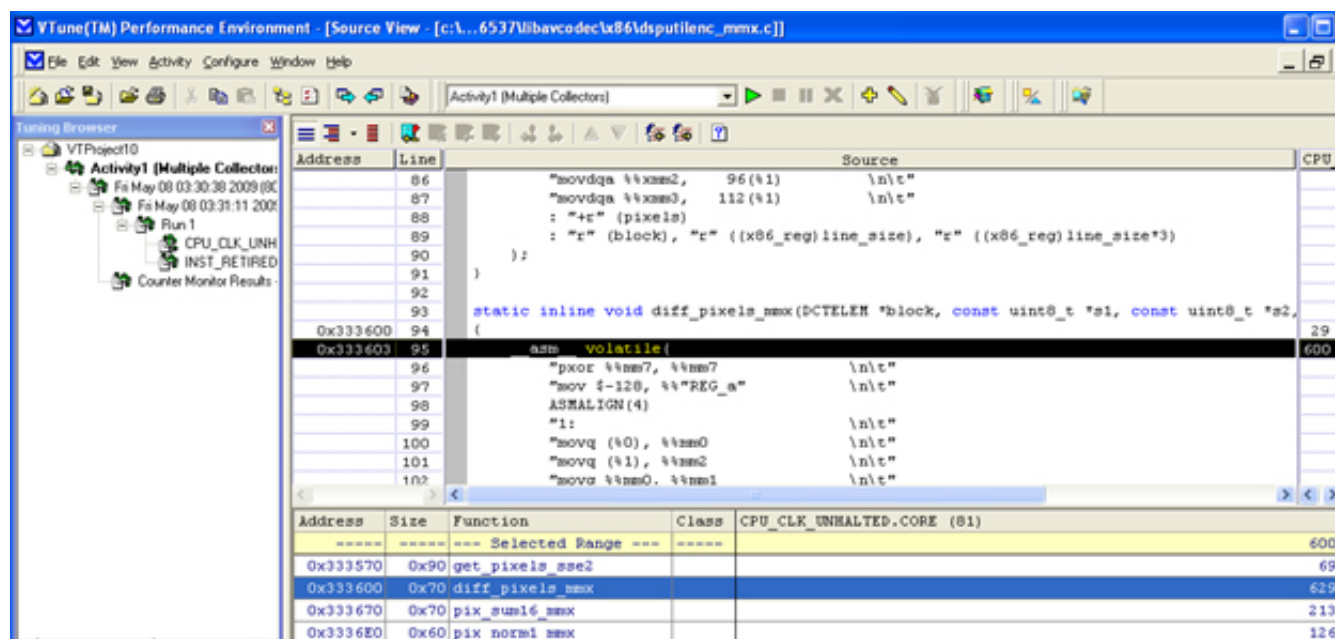 VTune(TM) Performance Environment - [Source View - [c:\...6537\libavcodec\x86\dsputilenc_mmx.c]]
File Edit View Activity Configure Window Help
Activity1 (Multiple Collectors)
Tuning Browser
VTProject10
Activity1 (Multiple Collectors
Fri May 08 03:30:38 2009 (8C
Fri May 08 03:31:11 2009
Run 1
CPU_CLK_UNH
INST_RETIRED
Counter Monitor Results -
Address Line Source CPU_
86 "movdqa %%xmm2, 96(%1) \n\t"
87 "movdqa %%xmm3, 112(%1) \n\t"
88 : "+r" (pixels)
89 : "r" (block), "r" ((x86_reg)line_size), "r" ((x86_reg)line_size*3)
90 );
91 }
92
93 static inline void diff_pixels_mmx(DCTELEM *block, const uint8_t *s1, const uint8_t *s2,
0x333600 94 { 29
0x333603 95 __asm__ volatile( 600
96 "pxor %%mm7, %%mm7 \n\t"
97 "mov $-128, %%"REG_a" \n\t"
98 ASMALIGN(4)
99 "1: \n\t"
100 "movq (%0), %%mm0 \n\t"
101 "movq (%1), %%mm2 \n\t"
102 "movq %%mm0, %%mm1 \n\t"
Address Size Function Class CPU_CLK_UNHALTED.CORE (81)
----- ----- --- Selected Range --- ----- 600
0x333570 0x90 get_pixels_sse2 69
0x333600 0x70 diff_pixels_mmx 629
0x333670 0x70 pix_sum16_mmx 213
0x3336E0 0x60 pix_norm1_mmx 126